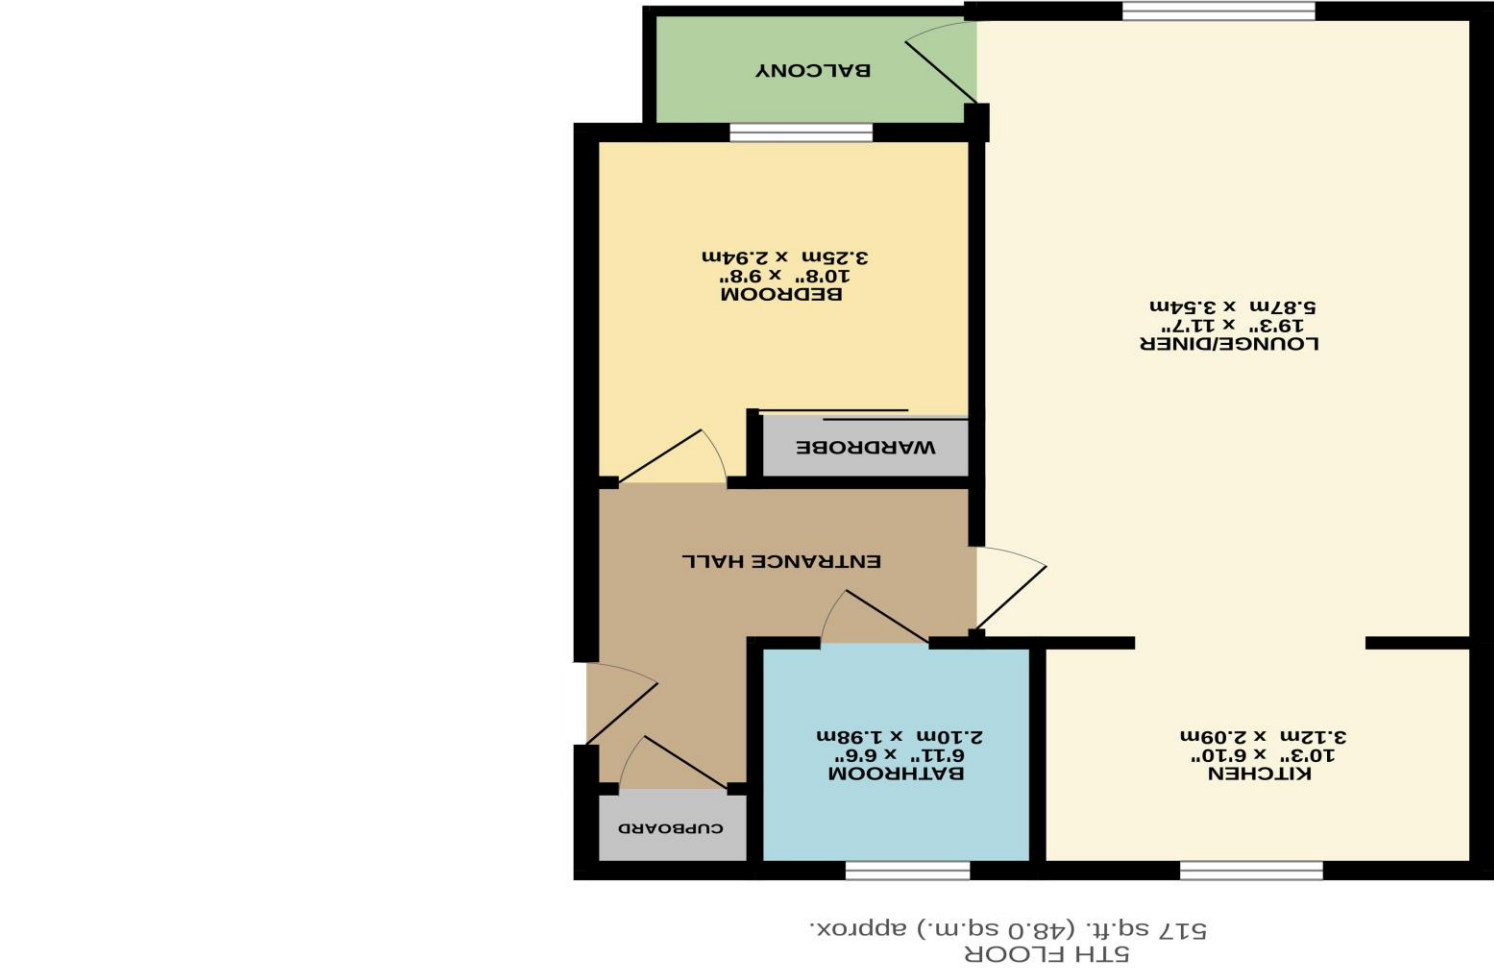 5TH FLOOR
517 sq.ft. (48.0 sq.m.) approx.
CUPBOARD
BATHROOM
6'11" x 6'6"
2.10m x 1.98m
KITCHEN
10'3" x 6'10"
3.12m x 2.09m
ENTRANCE HALL
WARDROBE
LOUNGE/DINER
19'3" x 11'7"
5.87m x 3.54m
BEDROOM
10'8" x 9'8"
3.25m x 2.94m
BALCONY